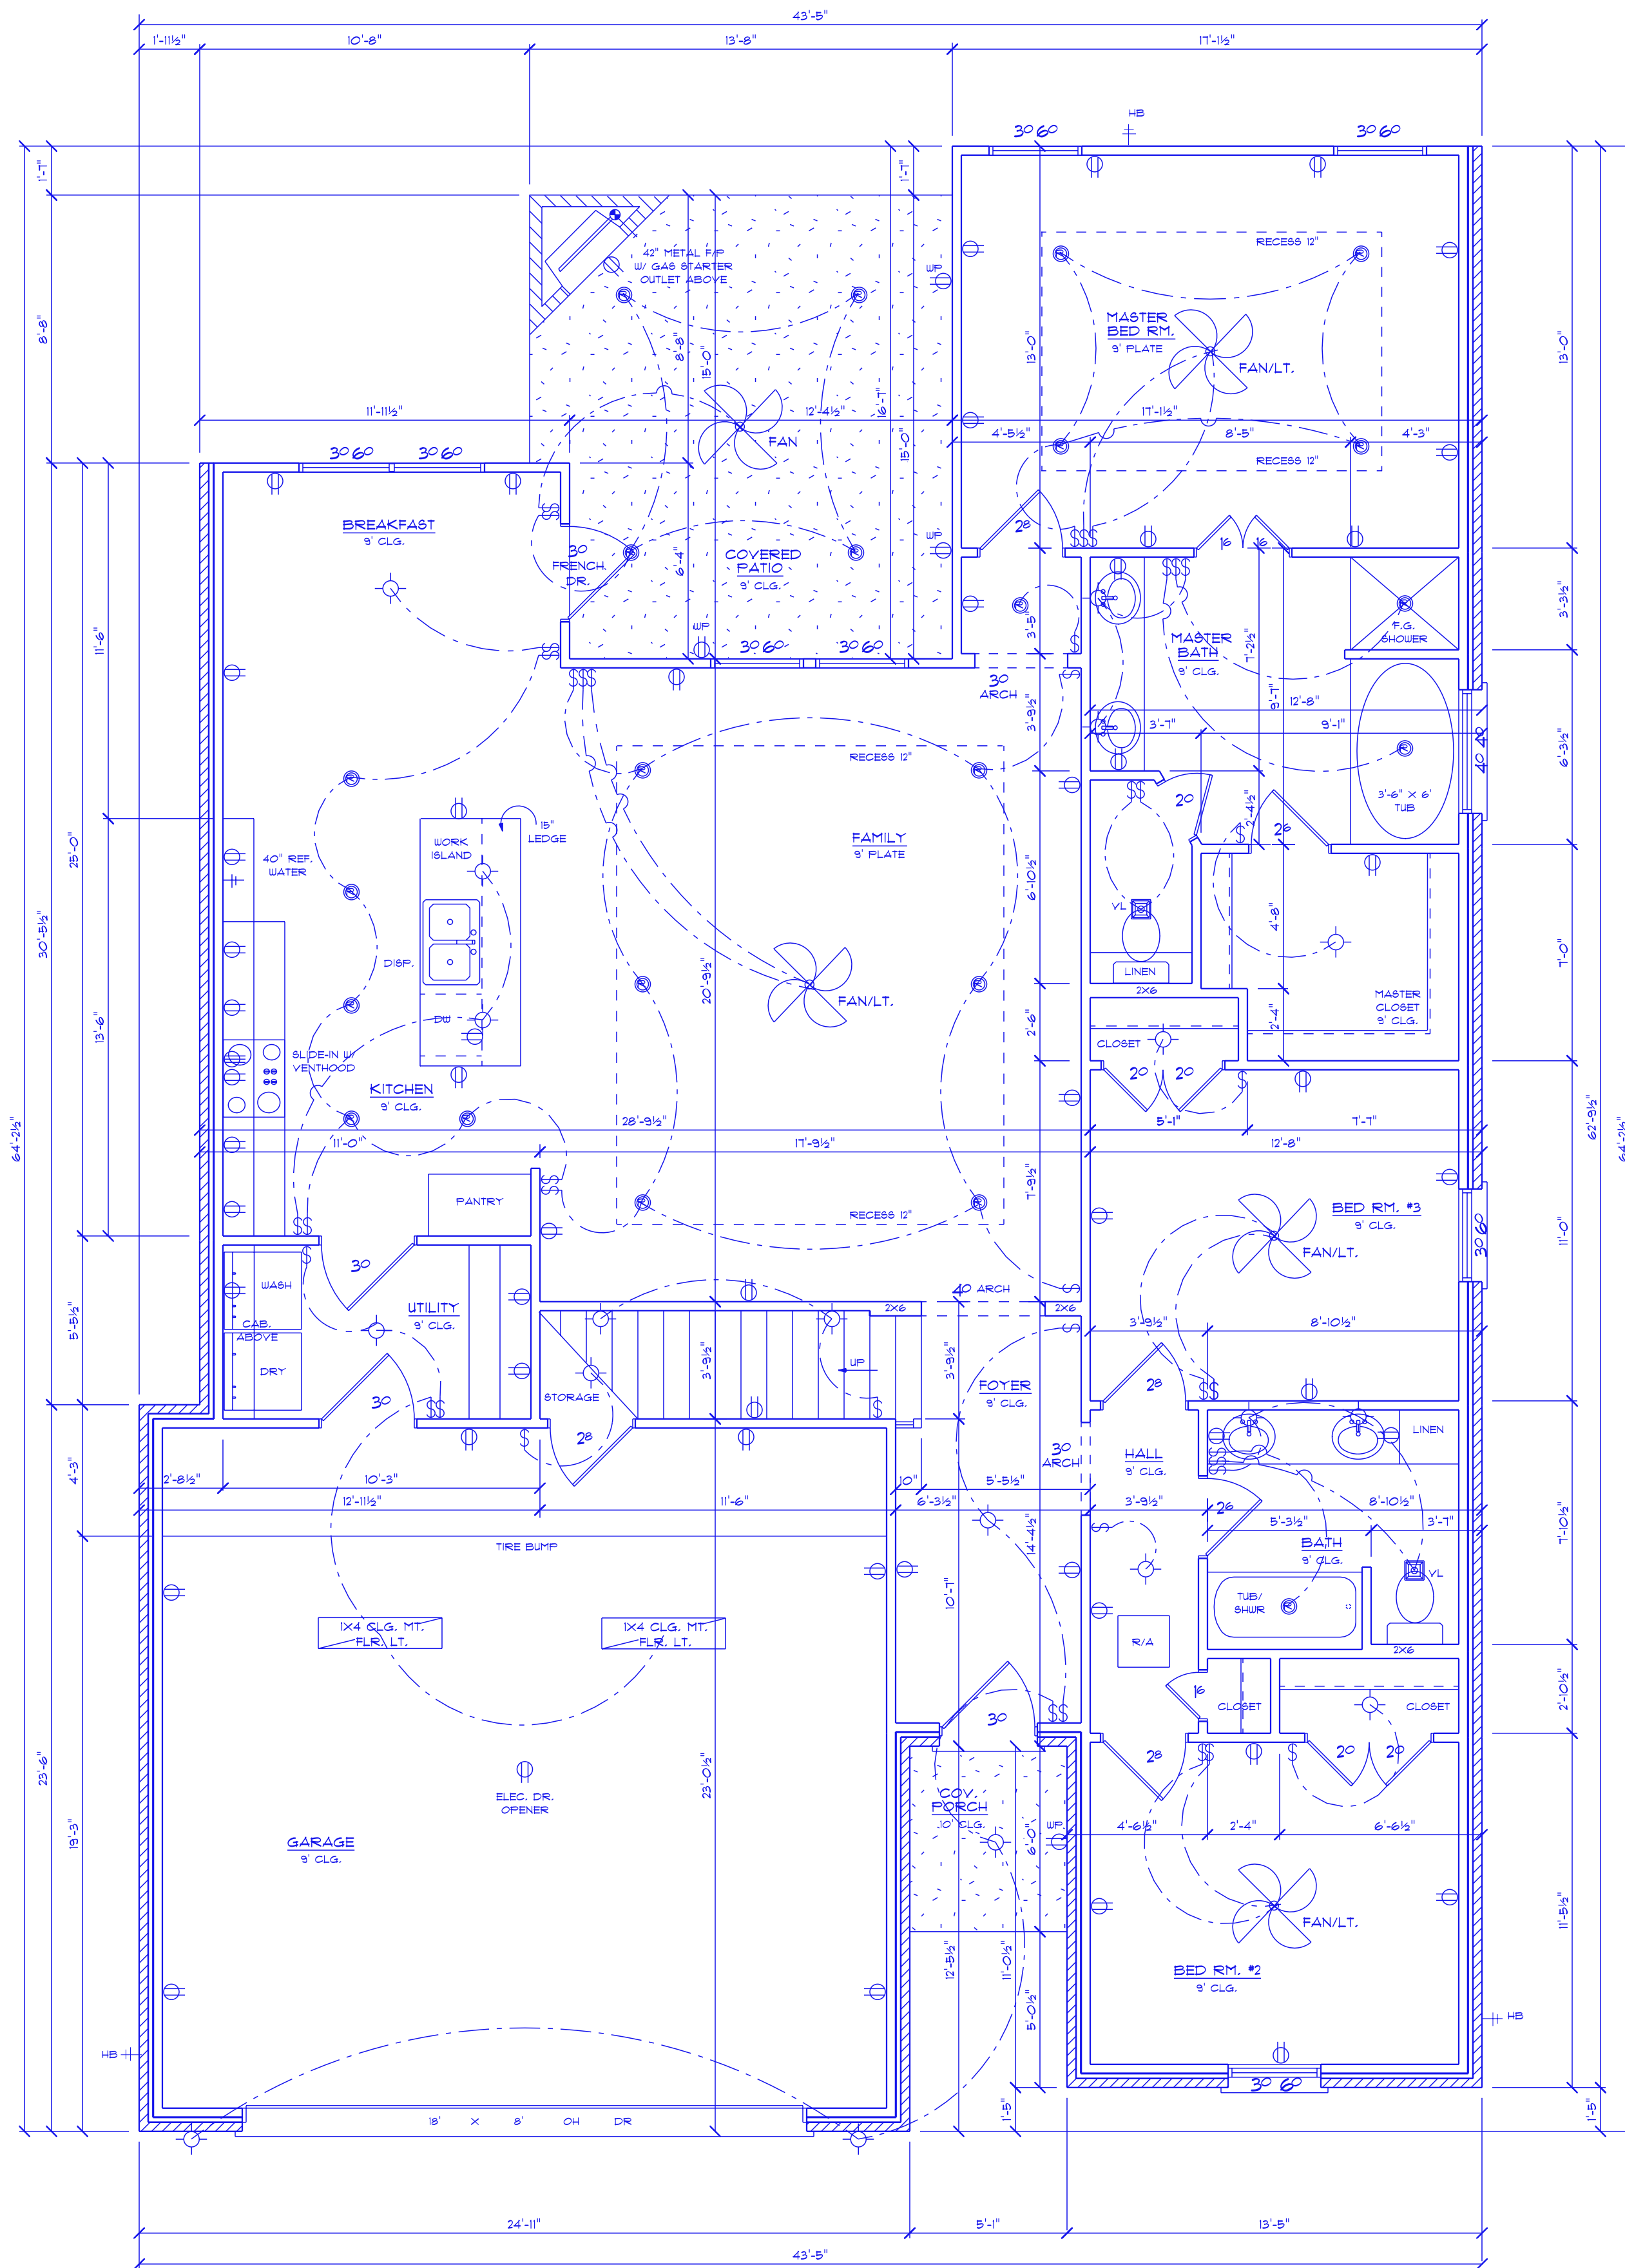 43'-5"
1'-11½"
10'-8"
13'-8"
17'-1½"
HB
30 60
30 60
1'-7"
1'-7"
RECESS 12"
42" METAL F/P
W/ GAS STARTER
OUTLET ABOVE
WP
8'-8"
8'-8"
15'-0"
16'-7"
15'-0"
13'-0"
13'-0"
MASTER
BED RM.
9' PLATE
FAN/LT.
11'-11½"
12'-4½"
17'-1½"
FAN
4'-5½"
8'-5"
4'-3"
30 60
30 60
RECESS 12"
BREAKFAST
9' CLG.
30
FRENCH
DR.
6'-4"
COVERED
PATIO
9' CLG.
WP
28
16
16
SSS
SSS
3'-3½"
F.G.
SHOWER
11'-6"
WP
30 60
30 60
3'-5"
MASTER
BATH
9' CLG.
7'-2½"
30
ARCH
9'-7"
12'-8"
3'-7"
9'-1"
3'-9½"
6'-3½"
40 40
RECESS 12"
3'-6" X 6'
TUB
20
2'-4½"
26
25'-0"
40" REF.
WATER
WORK
ISLAND
15"
LEDGE
FAMILY
9' PLATE
6'-10½"
VL
4'-8"
30'-5½"
DISP.
7'-0"
LINEN
2X6
20'-9½"
FAN/LT.
MASTER
CLOSET
9' CLG.
2'-4"
13'-6"
DW
2'-6"
CLOSET
SLIDE-IN W/
VENTHOOD
KITCHEN
9' CLG.
20
20
64'-2½"
28'-9½"
5'-1"
7'-7"
62'-9½"
64'-2½"
11'-0"
17'-9½"
12'-8"
7'-9½"
PANTRY
RECESS 12"
BED RM. #3
9' CLG.
FAN/LT.
30 60
11'-0"
30
WASH
CAB.
ABOVE
DRY
UTILITY
9' CLG.
40 ARCH
2X6
2X6
5'-5½"
3'-9½"
8'-10½"
UP
3'-9½"
3'-9½"
STORAGE
FOYER
9' CLG.
28
30
28
LINEN
30
ARCH
HALL
9' CLG.
4'-3"
2'-8½"
10'-3"
10"
5'-5½"
12'-11½"
11'-6"
6'-3½"
3'-9½"
26
8'-10½"
5'-3½"
3'-7"
7'-10½"
TIRE BUMP
14'-4½"
BATH
9' CLG.
VL
TUB/
SHWR
10'-7"
1X4 CLG. MT.
FLR. LT.
1X4 CLG. MT.
FLR. LT.
R/A
2X6
16
CLOSET
CLOSET
2'-10½"
30
28
20
20
23'-6"
23'-0½"
ELEC. DR.
OPENER
COV.
PORCH
10' CLG.
WP
4'-6½"
2'-4"
6'-6½"
6'-0"
19'-3"
GARAGE
9' CLG.
FAN/LT.
11'-5½"
12'-5½"
11'-0½"
BED RM. #2
9' CLG.
5'-0½"
HB
HB
30 60
1'-5"
1'-5"
18' X 8' OH DR
24'-11"
5'-1"
13'-5"
43'-5"